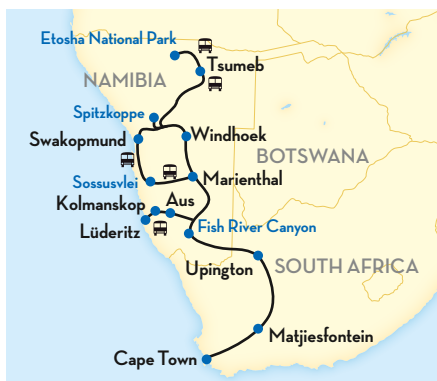 Etosha National Park
Tsumeb
NAMIBIA
Spitzkoppe
Swakopmund
Windhoek
BOTSWANA
Sossusvlei
Marienthal
Kolmanskop
Aus
Lüderitz
Fish River Canyon
Upington
SOUTH AFRICA
Matjiesfontein
Cape Town